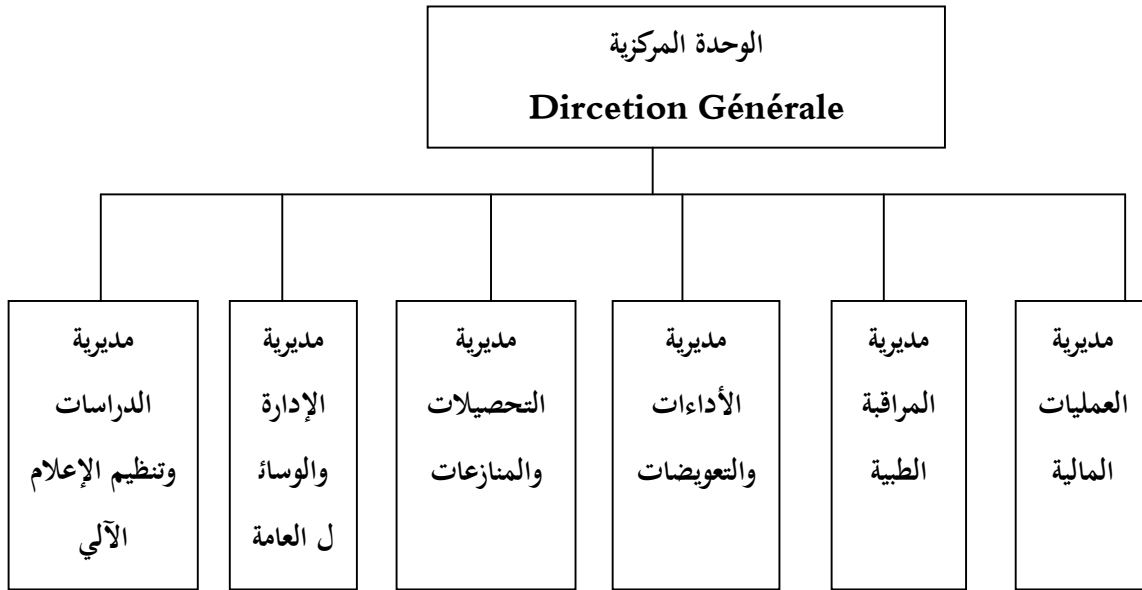 الوحدة المركزية
Dircetion Générale
مديرية
العمليات
المالية
مديرية
المراقبة
الطبية
مديرية
الأداءات
والتعويضات
مديرية
التحصيلات
والمنازعات
مديرية
الإدارة
والوسائ
ل العامة
مديرية
الدراسات
وتنظيم الإعلام
الآلي